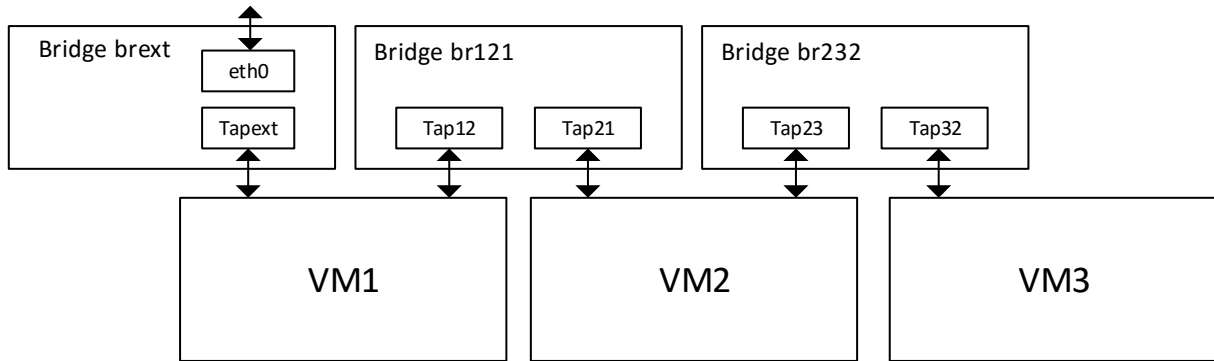 Bridge brext
eth0
Tapext
Bridge br121
Tap12
Tap21
Bridge br232
Tap23
Tap32
VM1
VM2
VM3